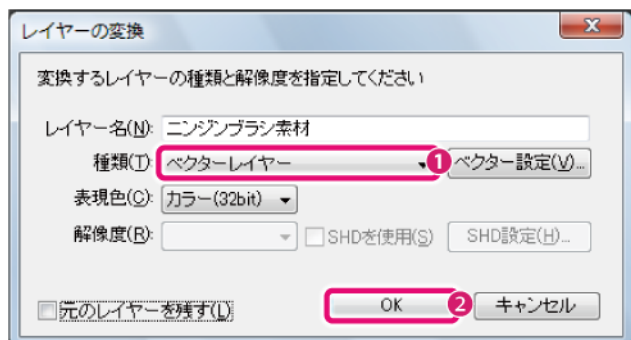 レイヤーの変換
変換するレイヤーの種類と解像度を指定してください
レイヤー名(N): ニンジンブラシ素材
種類(T): ベクターレイヤー 1 ベクター設定(V)...
表現色(C): カラー(32bit)
解像度(R): SHDを使用(S) SHD設定(H)...
元のレイヤーを残す(L) OK 2 キャンセル